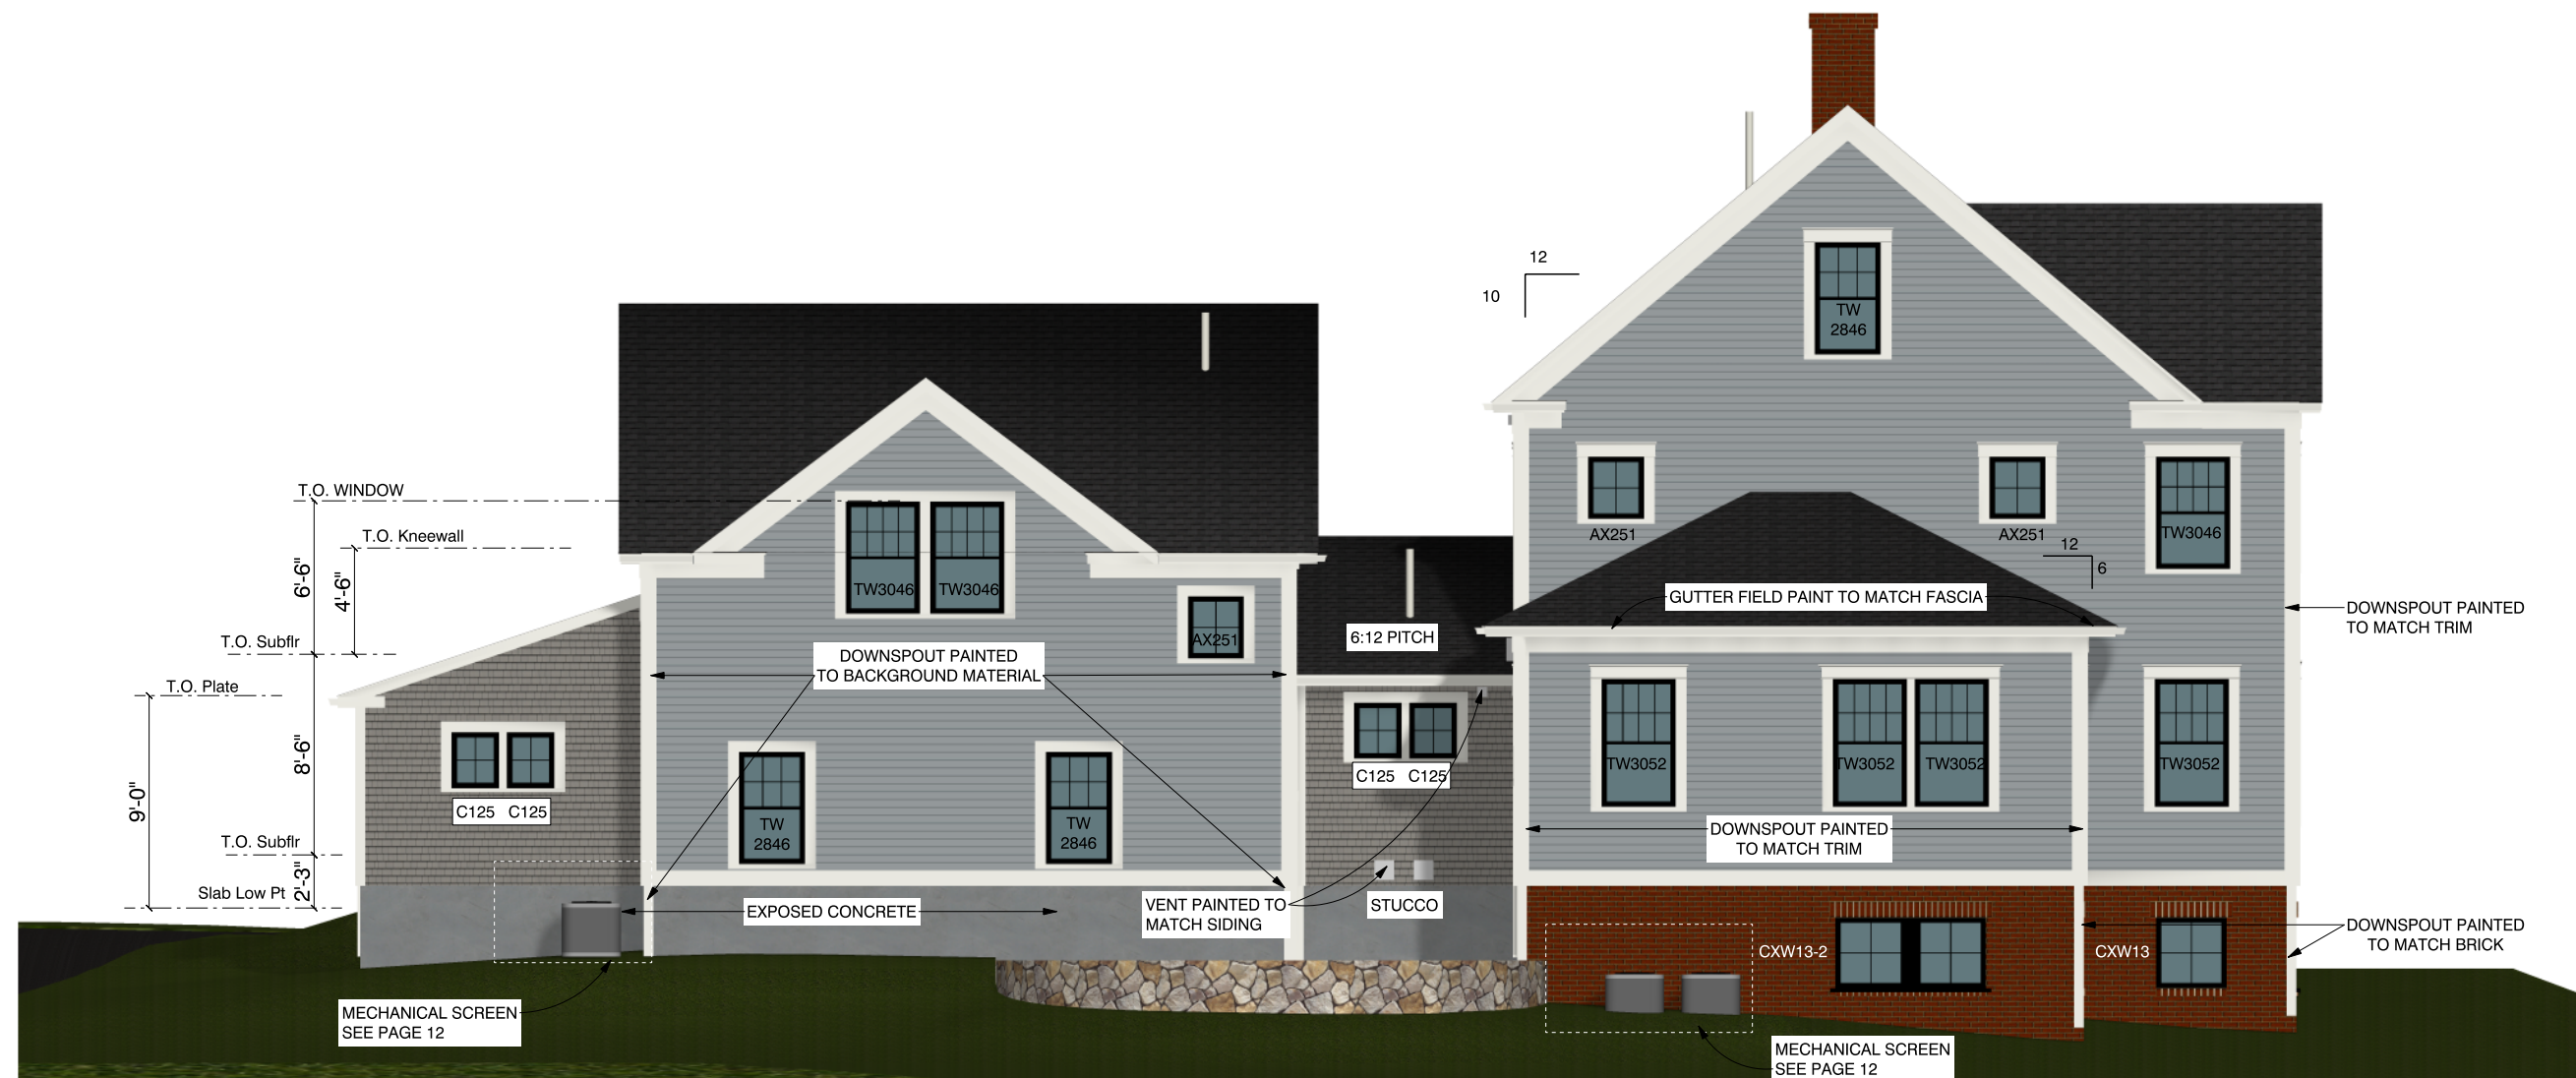 12
10
TW
2846
T.O. WINDOW
T.O. Kneewall
6'-6"
4'-6"
T.O. Subflr
T.O. Plate
9'-0"
8'-6"
T.O. Subflr
2'-3"
Slab Low Pt
TW3046
TW3046
AX251
DOWNSPOUT PAINTED
TO BACKGROUND MATERIAL
6:12 PITCH
C125 C125
C125 C125
TW
2846
TW
2846
EXPOSED CONCRETE
VENT PAINTED TO
MATCH SIDING
STUCCO
MECHANICAL SCREEN
SEE PAGE 12
AX251
AX251
TW3046
12
6
GUTTER FIELD PAINT TO MATCH FASCIA
DOWNSPOUT PAINTED
TO MATCH TRIM
TW3052
TW3052
TW3052
TW3052
DOWNSPOUT PAINTED
TO MATCH TRIM
CXW13-2
CXW13
DOWNSPOUT PAINTED
TO MATCH BRICK
MECHANICAL SCREEN
SEE PAGE 12